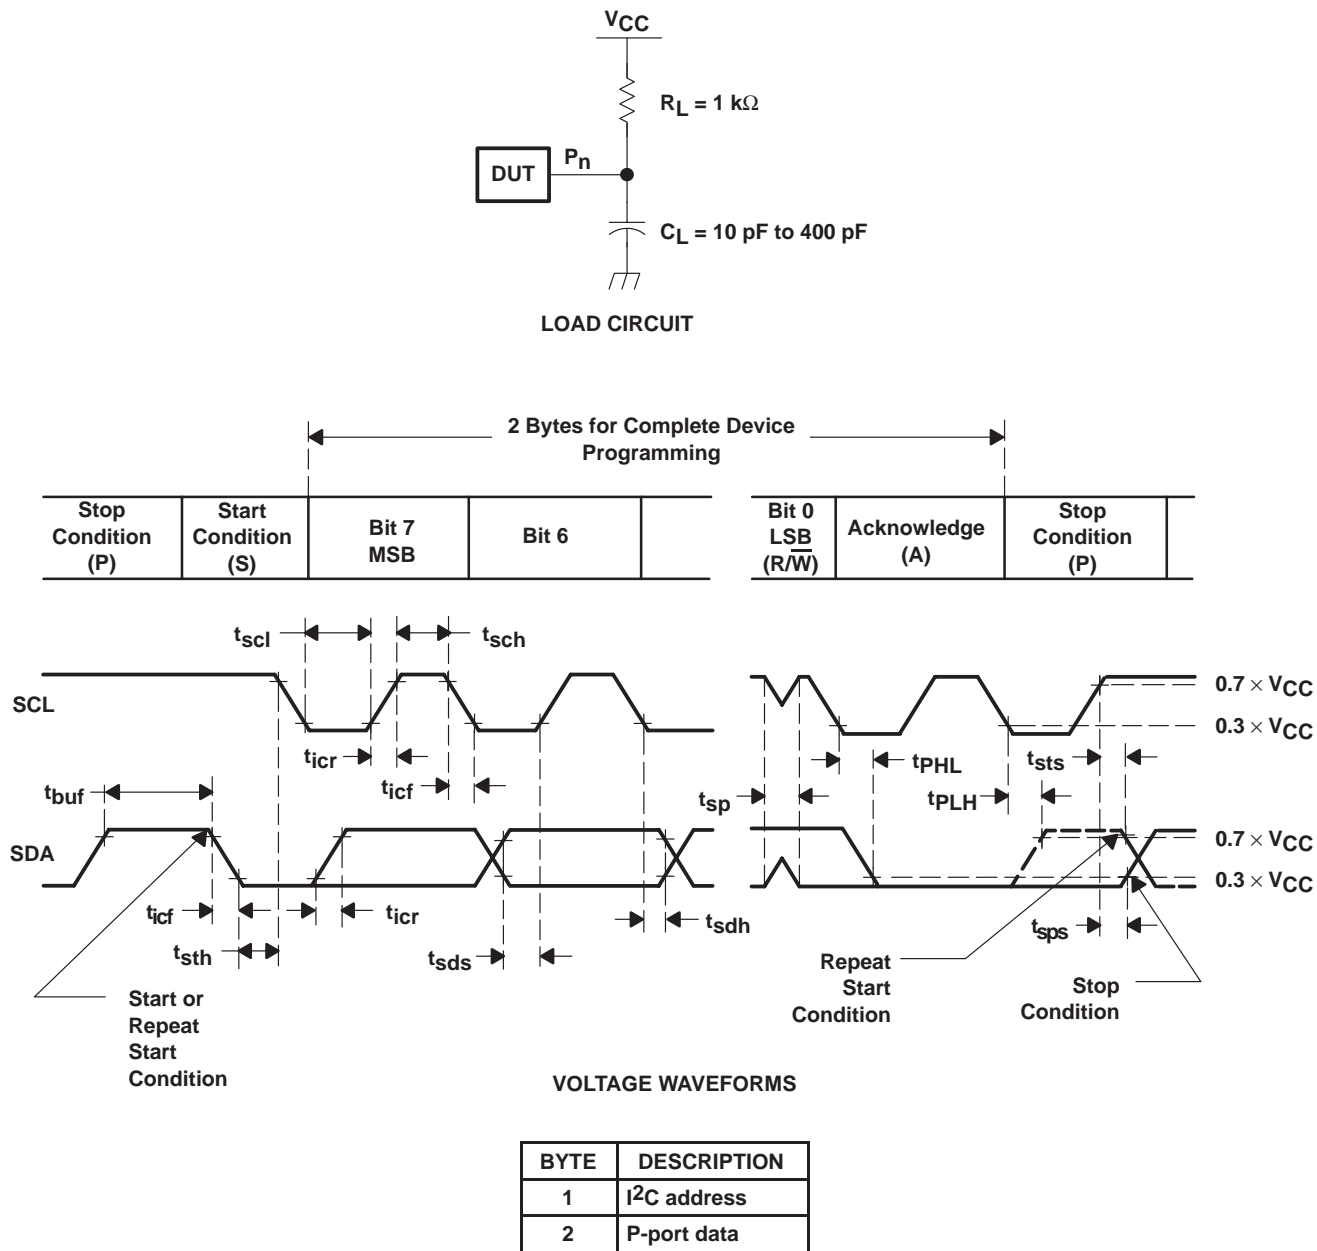 VCC
RL = 1 kΩ
DUT
Pn
CL = 10 pF to 400 pF
LOAD CIRCUIT
2 Bytes for Complete Device
Programming
Stop
Condition
(P)
Start
Condition
(S)
Bit 7
MSB
Bit 6
Bit 0
LSB
(R/W)
Acknowledge
(A)
Stop
Condition
(P)
tscl
tsch
SCL
0.7 × VCC
0.3 × VCC
ticr
ticf
tbuf
tsp
tPHL
tPLH
tsts
SDA
0.7 × VCC
0.3 × VCC
ticf
ticr
tsth
tsds
tsdh
tsps
Start or
Repeat
Start
Condition
Repeat
Start
Condition
Stop
Condition
VOLTAGE WAVEFORMS
BYTE DESCRIPTION
1 I2C address
2 P-port data